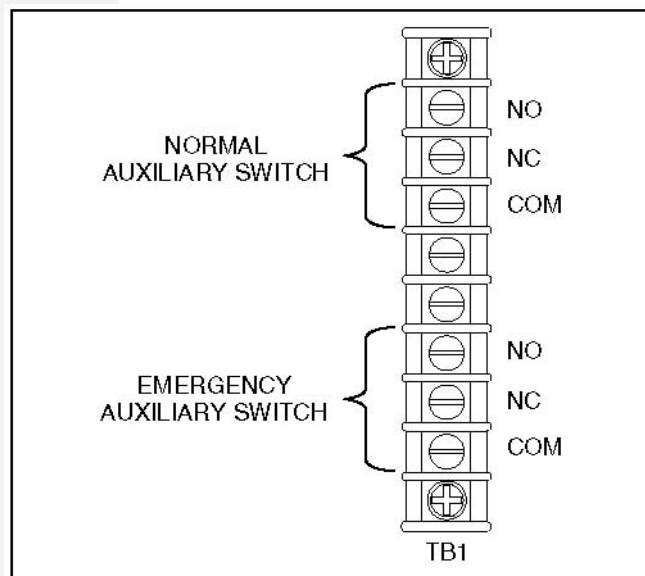 NORMAL
AUXILIARY SWITCH
NO
NC
COM
EMERGENCY
AUXILIARY SWITCH
NO
NC
COM
TB1